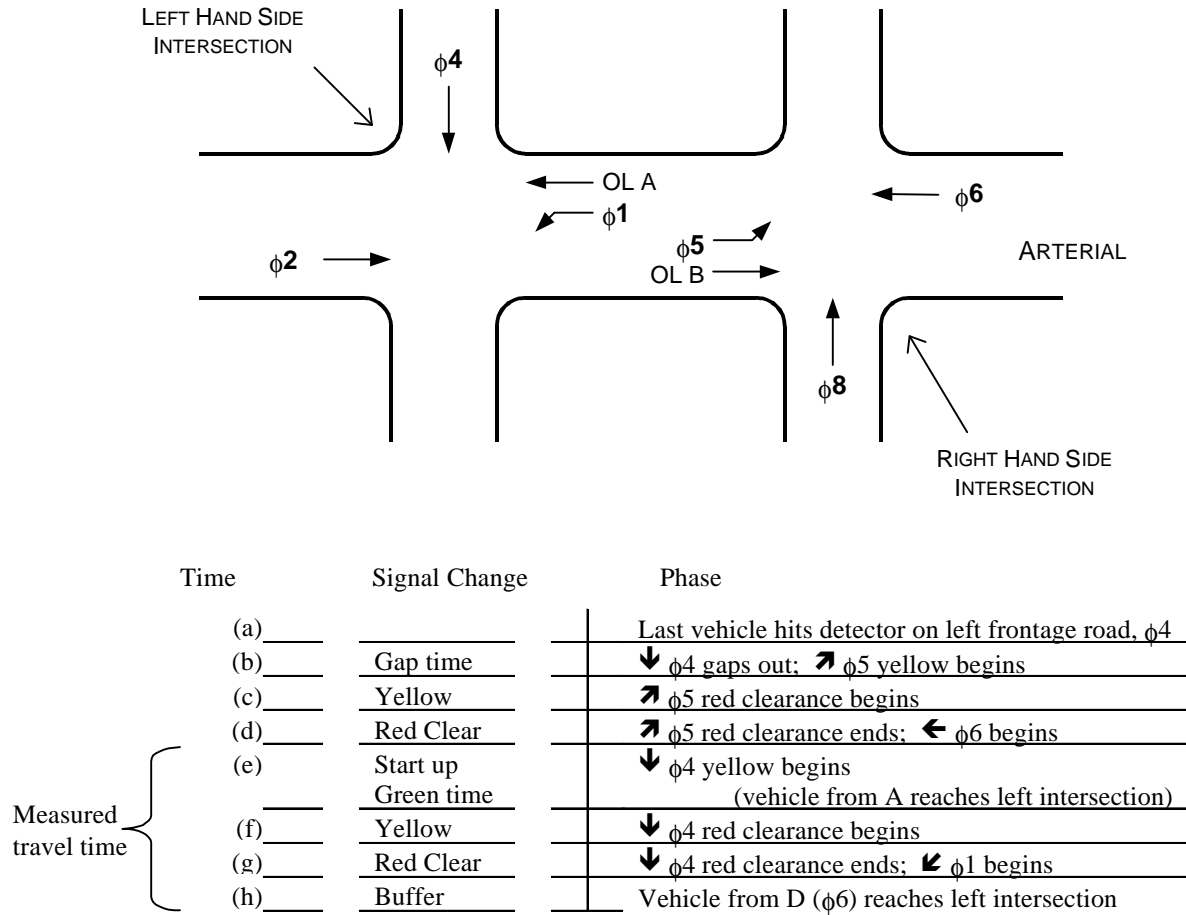 LEFT HAND SIDE
INTERSECTION
ϕ4
OL A
ϕ1
ϕ6
ϕ5
ϕ2
OL B
ARTERIAL
ϕ8
RIGHT HAND SIDE
INTERSECTION
Time Signal Change Phase
(a) Last vehicle hits detector on left frontage road, ϕ4
(b) Gap time 🡇 ϕ4 gaps out; 🡅 ϕ5 yellow begins
(c) Yellow ϕ5 red clearance begins
(d) Red Clear ϕ5 red clearance ends; ϕ6 begins
(e) Start up ϕ4 yellow begins
Green time (vehicle from A reaches left intersection)
Measured
travel time
(f) Yellow ϕ4 red clearance begins
(g) Red Clear ϕ4 red clearance ends; ϕ1 begins
(h) Buffer Vehicle from D (ϕ6) reaches left intersection